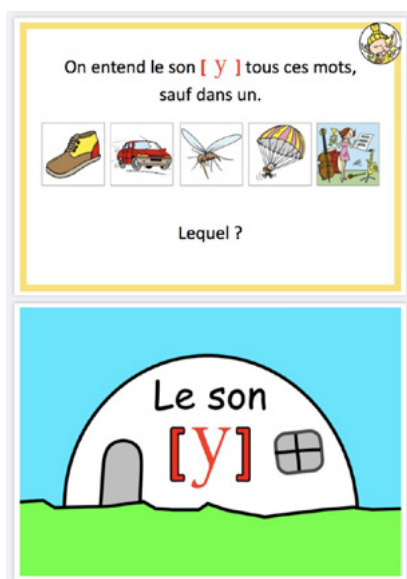 On entend le son [ y ] tous ces mots,
sauf dans un.
Lequel ?
Le son
[y]